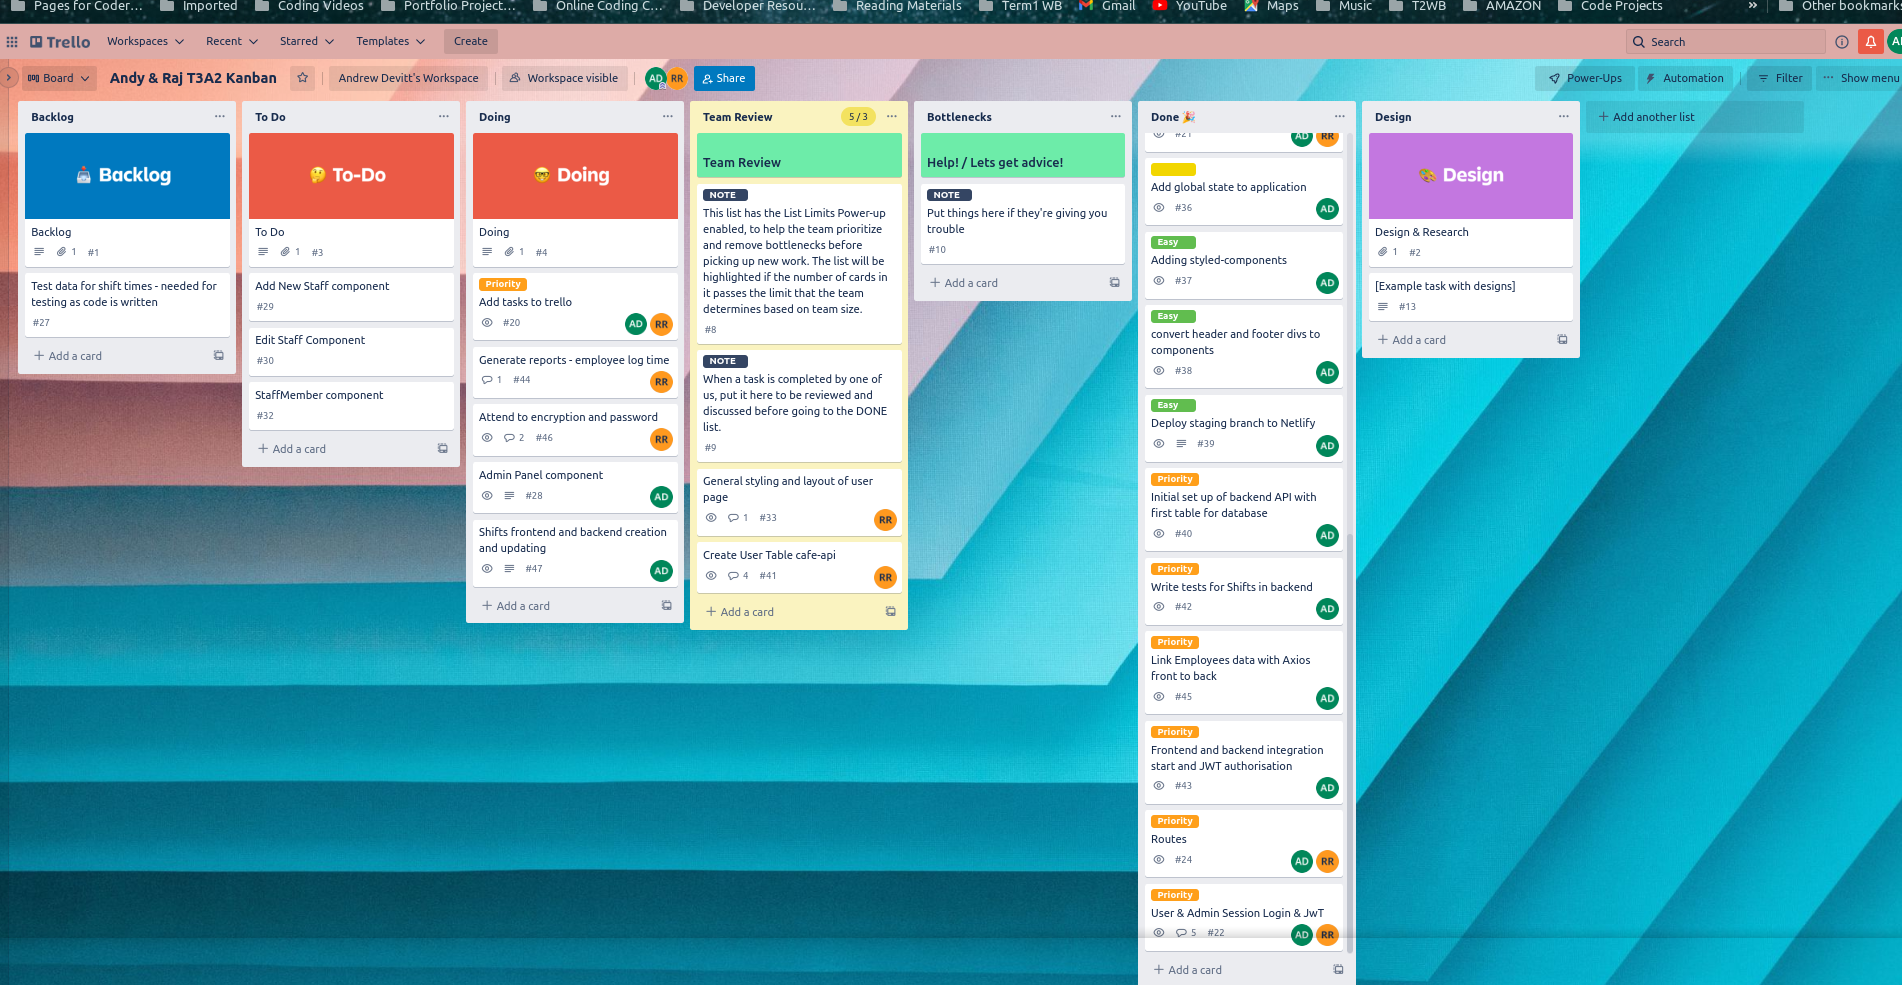 Pages for Coder...
Imported
Coding Videos
Portfolio Project...
Online Coding C...
Developer Resou...
Reading Materials
Term1 WB
Gmail
YouTube
Maps
Music
T2WB
AMAZON
Code Projects
»
Other bookmarks
Trello
Workspaces
Recent
Starred
Templates
Create
Search
Board
Andy & Raj T3A2 Kanban
Andrew Devitt's Workspace
Workspace visible
AD
RR
Share
Power-Ups
Automation
Filter
Show menu
Backlog
Backlog
Backlog
1 #1
Test data for shift times - needed for
testing as code is written
#27
+ Add a card
To Do
To-Do
To Do
1 #3
Add New Staff component
#29
Edit Staff Component
#30
StaffMember component
#32
+ Add a card
Doing
Doing
Doing
1 #4
Priority
Add tasks to trello
#20
AD RR
Generate reports - employee log time
1 #44
RR
Attend to encryption and password
2 #46
RR
Admin Panel component
#28
AD
Shifts frontend and backend creation
and updating
#47
AD
+ Add a card
Team Review
5 / 3
Team Review
NOTE
This list has the List Limits Power-up
enabled, to help the team prioritize
and remove bottlenecks before
picking up new work. The list will be
highlighted if the number of cards in
it passes the limit that the team
determines based on team size.
#8
NOTE
When a task is completed by one of
us, put it here to be reviewed and
discussed before going to the DONE
list.
#9
General styling and layout of user
page
1 #33
RR
Create User Table cafe-api
4 #41
RR
+ Add a card
Bottlenecks
Help! / Lets get advice!
NOTE
Put things here if they're giving you
trouble
#10
+ Add a card
Done 🎉
#21
AD RR
Add global state to application
#36
AD
Easy
Adding styled-components
#37
AD
Easy
convert header and footer divs to
components
#38
AD
Easy
Deploy staging branch to Netlify
#39
AD
Priority
Initial set up of backend API with
first table for database
#40
AD
Priority
Write tests for Shifts in backend
#42
AD
Priority
Link Employees data with Axios
front to back
#45
AD
Priority
Frontend and backend integration
start and JWT authorisation
#43
AD
Priority
Routes
#24
AD RR
Priority
User & Admin Session Login & JwT
5 #22
AD RR
+ Add a card
Design
Design
Design & Research
1 #2
[Example task with designs]
#13
+ Add a card
+ Add another list